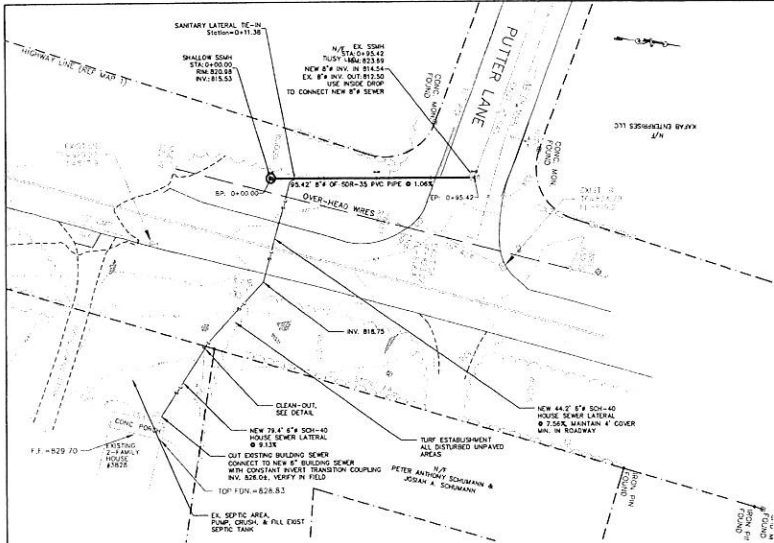 SANITARY LATERAL TIE-IN
Station=0+11.38
SHALLOW SSMH
STA: 0+00.00
RIM: 820.98
INV.: 815.53
N/F EX. SSMH
STA: 0+95.42
823.89
NEW 8"ø INV. IN 814.54
EX. 8"ø INV. OUT: 812.50
USE INSIDE DROP
TO CONNECT NEW 8"ø SEWER
HIGHWAY LINE (REF MAP 1)
CONC. MON.
FOUND
PUTTER LANE
N/F
KAFAB ENTERPRISES LLC
CONC. MON.
FOUND
95.42' 8"ø OF SDR-35 PVC PIPE @ 1.06%
BP: 0+00.00
EP: 0+95.42
OVER-HEAD WIRES
INV. 818.75
CLEAN-OUT,
SEE DETAIL
NEW 79.4' 6"ø SCH-40
HOUSE SEWER LATERAL
@ 9.13%
NEW 44.2' 6"ø SCH-40
HOUSE SEWER LATERAL
@ 7.56%, MAINTAIN 4' COVER
MIN. IN ROADWAY
CONC PORCH
F.F.=829.70
EXISTING
2-FAMILY
HOUSE
#3828
CUT EXISTING BUILDING SEWER
CONNECT TO NEW 6" BUILDING SEWER
WITH CONSTANT INVERT TRANSITION COUPLING
INV. 826.0±, VERIFY IN FIELD
TURF ESTABLISHMENT
ALL DISTURBED UNPAVED
AREAS
N/F
PETER ANTHONY SCHUMANN &
JOSIAH A. SCHUMANN
TOP FDN.=828.83
EX. SEPTIC AREA,
PUMP, CRUSH, & FILL EXIST
SEPTIC TANK
IRON PIN
FOUND
IRON PIN
FOUND